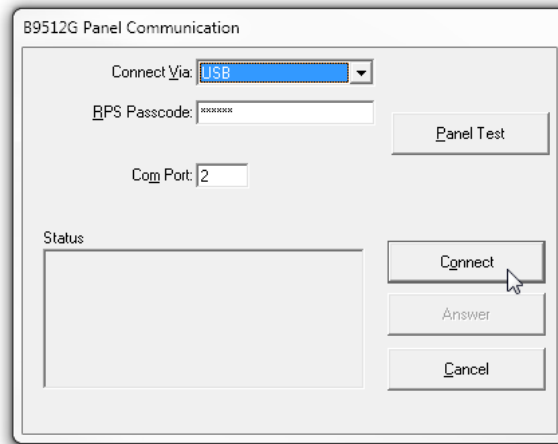 B9512G Panel Communication
Connect Via: USB
RPS Passcode: ******
Panel Test
Com Port: 2
Status
Connect
Answer
Cancel